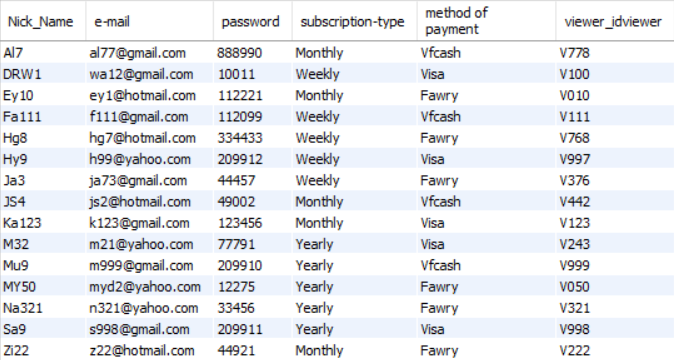 Nick_Name e-mail password subscription-type method of payment viewer_idviewer
Al7 al77@gmail.com 888990 Monthly Vfcash V778
DRW1 wa12@gmail.com 10011 Weekly Visa V100
Ey10 ey1@hotmail.com 112221 Monthly Fawry V010
Fa111 f111@gmail.com 112099 Weekly Vfcash V111
Hg8 hg7@hotmail.com 334433 Weekly Fawry V768
Hy9 h99@yahoo.com 209912 Weekly Visa V997
Ja3 ja73@gmail.com 44457 Weekly Fawry V376
JS4 js2@hotmail.com 49002 Monthly Vfcash V442
Ka123 k123@gmail.com 123456 Monthly Visa V123
M32 m21@yahoo.com 77791 Yearly Visa V243
Mu9 m999@gmail.com 209910 Yearly Vfcash V999
MY50 myd2@yahoo.com 12275 Yearly Fawry V050
Na321 n321@yahoo.com 33456 Yearly Fawry V321
Sa9 s998@gmail.com 209911 Yearly Visa V998
Zi22 z22@hotmail.com 44921 Monthly Fawry V222